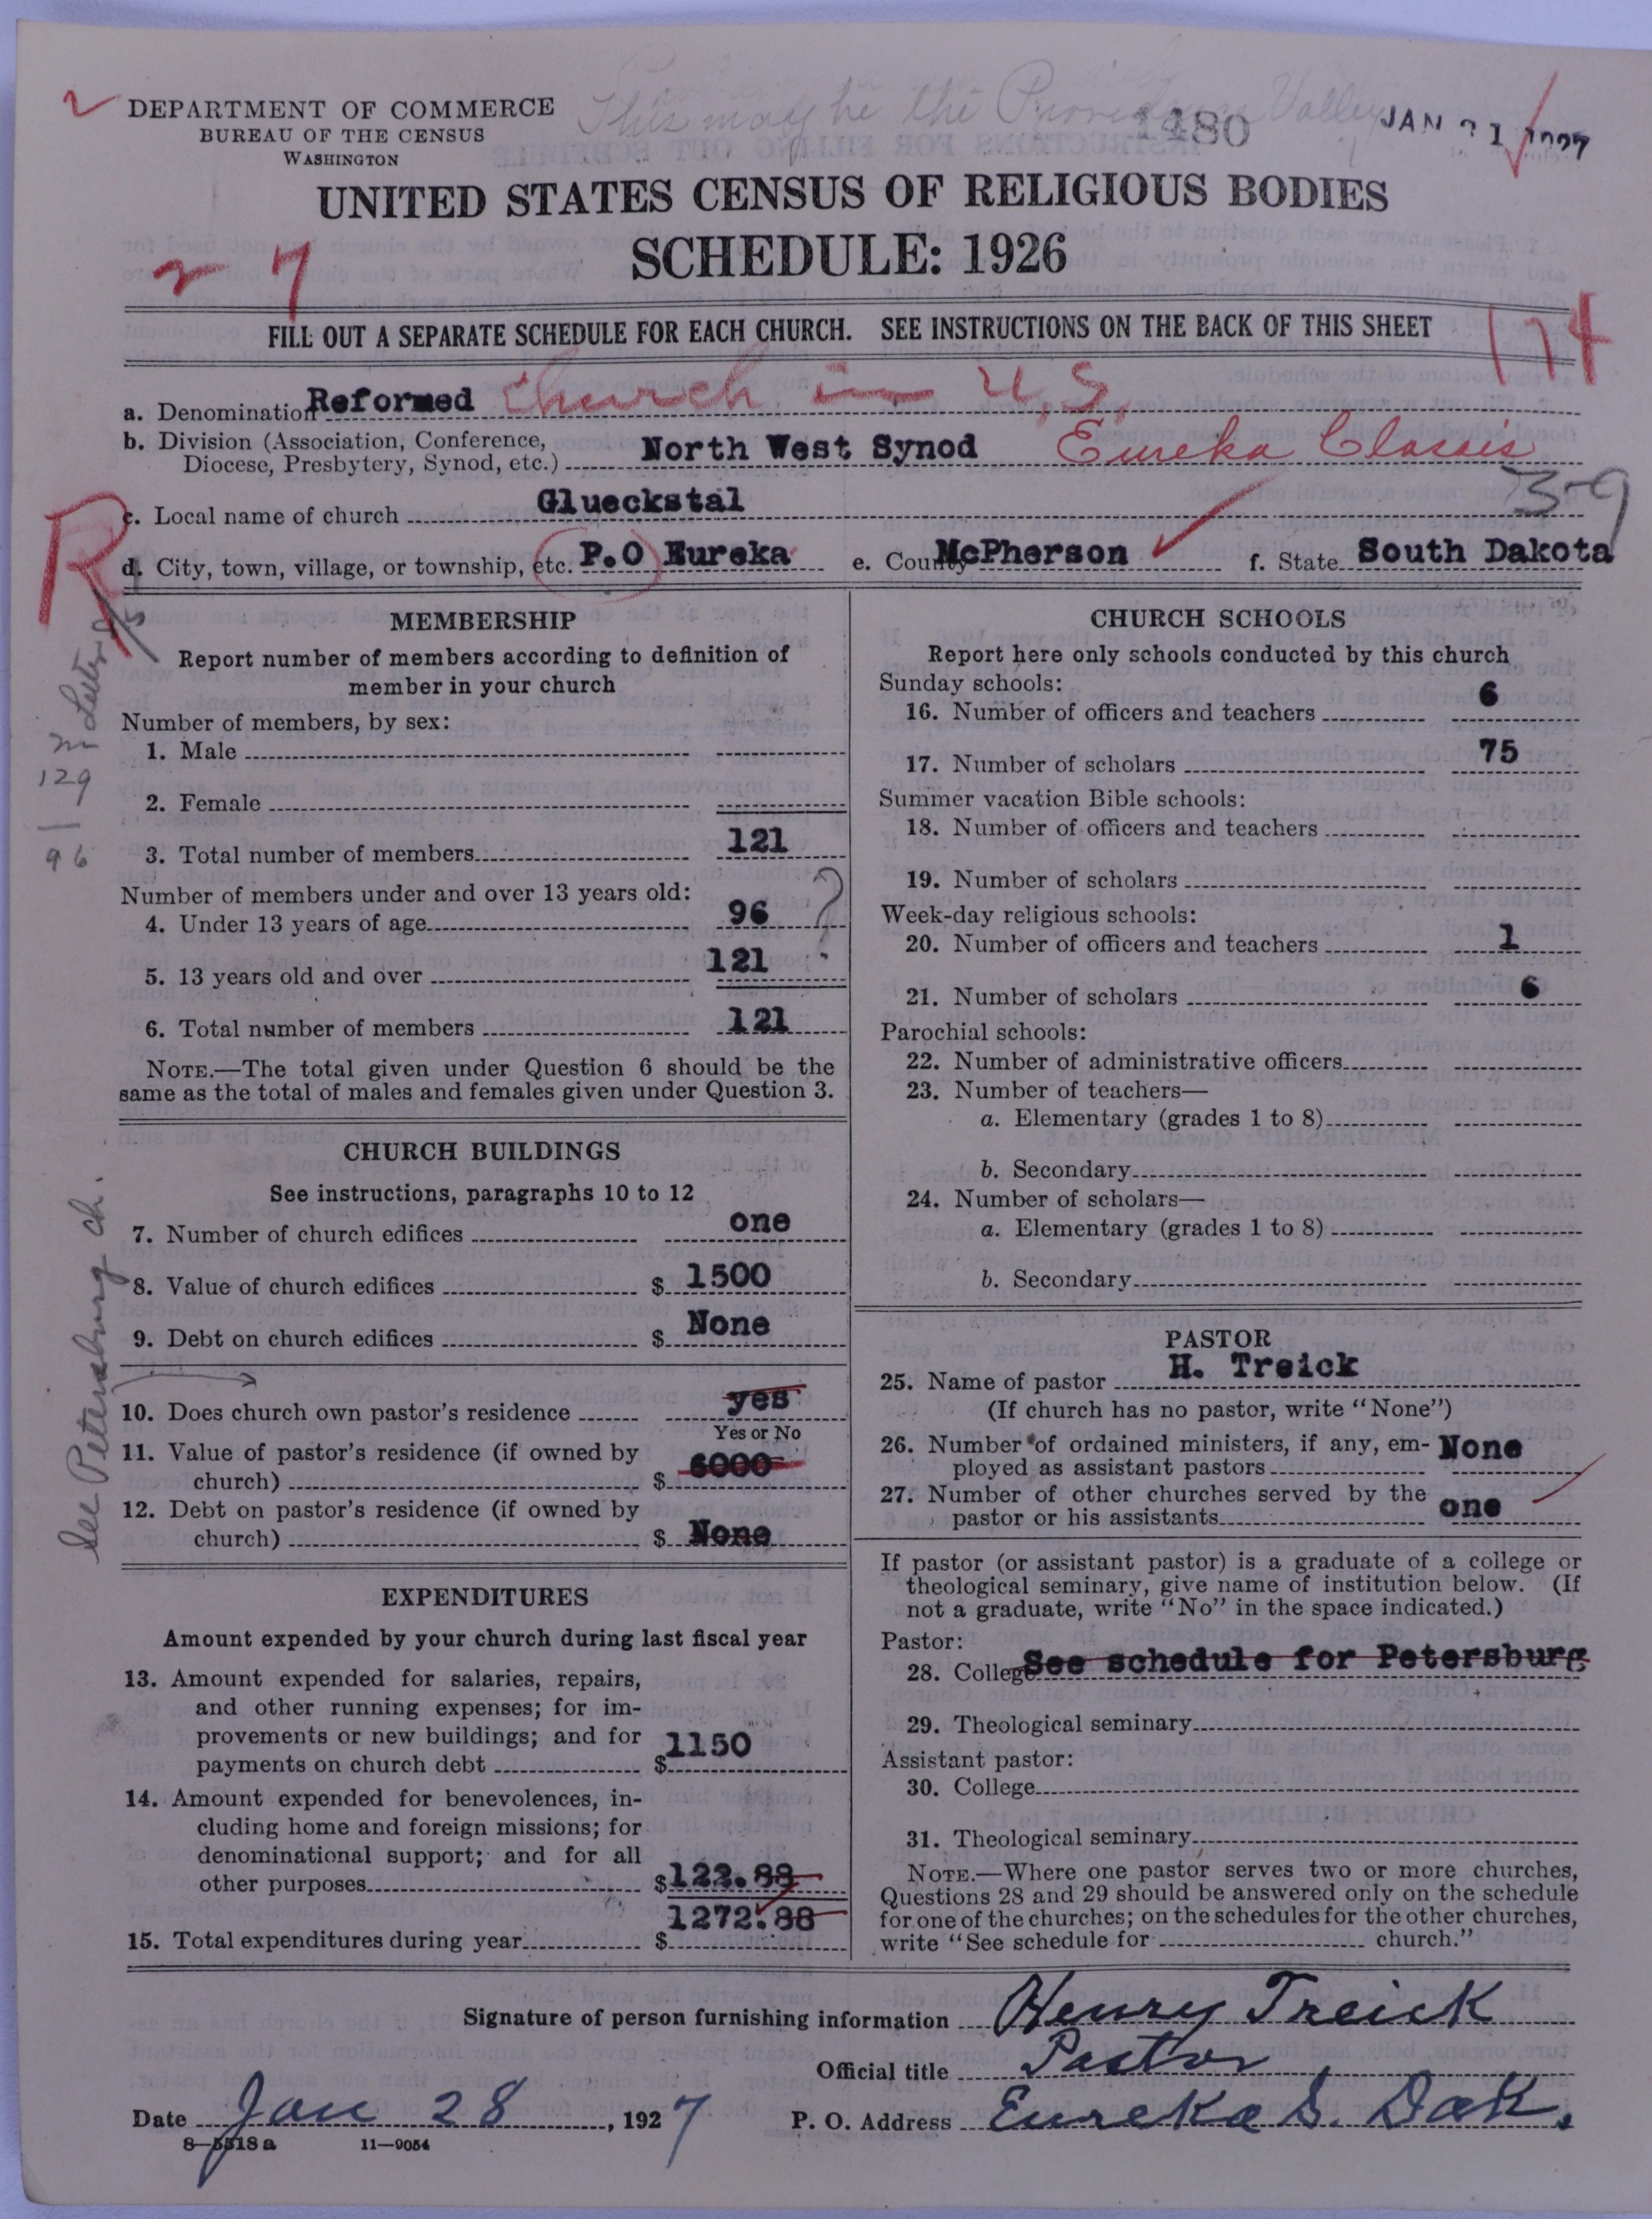 DEPARTMENT OF COMMERCE
BUREAU OF THE CENSUS
WASHINGTON
This may be the Valley
1480
JAN 31 1927
UNITED STATES CENSUS OF RELIGIOUS BODIES
SCHEDULE: 1926
2 7
FILL OUT A SEPARATE SCHEDULE FOR EACH CHURCH. SEE INSTRUCTIONS ON THE BACK OF THIS SHEET
174
a. Denomination Reformed Church in U.S.
b. Division (Association, Conference, Diocese, Presbytery, Synod, etc.) North West Synod Eureka Classis
c. Local name of church Glueckstal
59
R
d. City, town, village, or township, etc. P.O Eureka e. County McPherson f. State South Dakota
MEMBERSHIP
Report number of members according to definition of
member in your church
Number of members, by sex:
1. Male
2. Female
3. Total number of members 121
Number of members under and over 13 years old:
4. Under 13 years of age 96 ?
5. 13 years old and over 121
6. Total number of members 121
NOTE.—The total given under Question 6 should be the
same as the total of males and females given under Question 3.
129
96
CHURCH BUILDINGS
See instructions, paragraphs 10 to 12
7. Number of church edifices one
8. Value of church edifices $ 1500
9. Debt on church edifices $ None
10. Does church own pastor's residence yes
Yes or No
11. Value of pastor's residence (if owned by
church) $ 6000
12. Debt on pastor's residence (if owned by
church) $ None
See Petersburg ch.
EXPENDITURES
Amount expended by your church during last fiscal year
13. Amount expended for salaries, repairs,
and other running expenses; for im-
provements or new buildings; and for
payments on church debt $ 1150
14. Amount expended for benevolences, in-
cluding home and foreign missions; for
denominational support; and for all
other purposes $ 122.88
15. Total expenditures during year $ 1272.88
CHURCH SCHOOLS
Report here only schools conducted by this church
Sunday schools:
16. Number of officers and teachers 6
17. Number of scholars 75
Summer vacation Bible schools:
18. Number of officers and teachers
19. Number of scholars
Week-day religious schools:
20. Number of officers and teachers 1
21. Number of scholars 6
Parochial schools:
22. Number of administrative officers
23. Number of teachers—
a. Elementary (grades 1 to 8)
b. Secondary
24. Number of scholars—
a. Elementary (grades 1 to 8)
b. Secondary
PASTOR
25. Name of pastor H. Treick
(If church has no pastor, write "None")
26. Number of ordained ministers, if any, em-
ployed as assistant pastors None
27. Number of other churches served by the
pastor or his assistants one
If pastor (or assistant pastor) is a graduate of a college or
theological seminary, give name of institution below. (If
not a graduate, write "No" in the space indicated.)
Pastor:
28. College See schedule for Petersburg
29. Theological seminary
Assistant pastor:
30. College
31. Theological seminary
NOTE.—Where one pastor serves two or more churches,
Questions 28 and 29 should be answered only on the schedule
for one of the churches; on the schedules for the other churches,
write "See schedule for church."
Signature of person furnishing information Henry Treick
Official title Pastor
Date Jan 28, 1927 P. O. Address Eureka S. Dak.
8—5518 a 11—9054